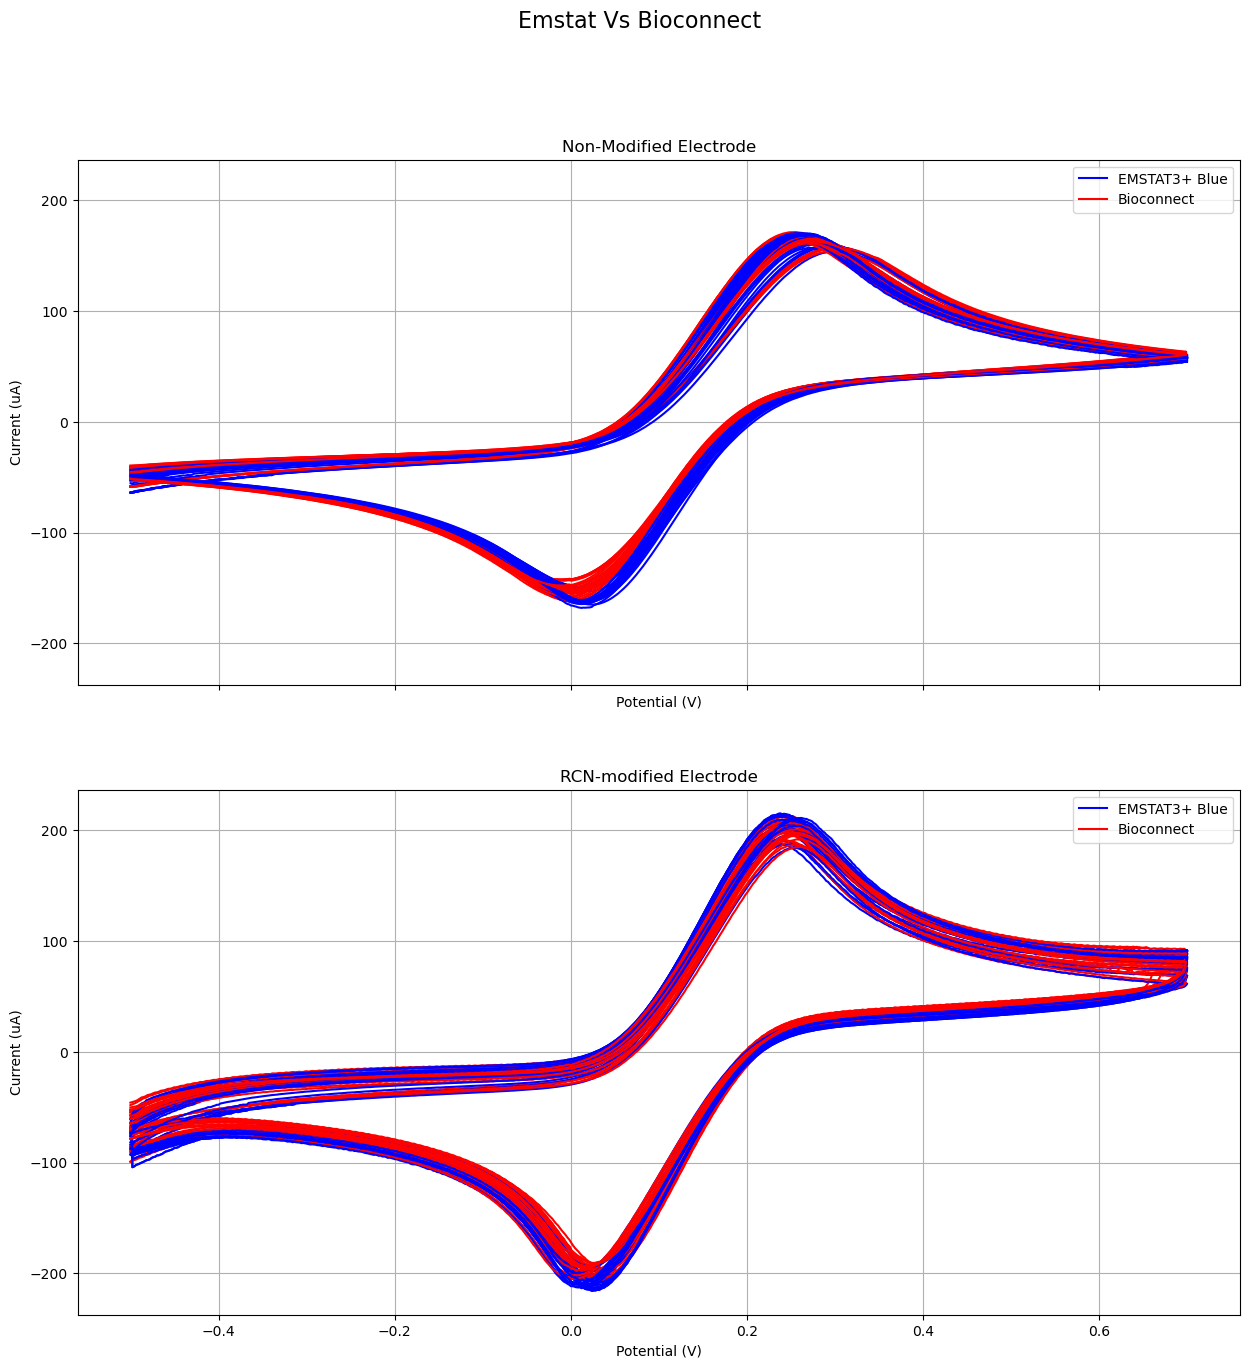 Emstat Vs Bioconnect
Non-Modified Electrode
EMSTAT3+ Blue
Bioconnect
200
100
0
−100
−200
Current (uA)
Potential (V)
RCN-modified Electrode
EMSTAT3+ Blue
Bioconnect
200
100
0
−100
−200
Current (uA)
−0.4 −0.2 0.0 0.2 0.4 0.6
Potential (V)